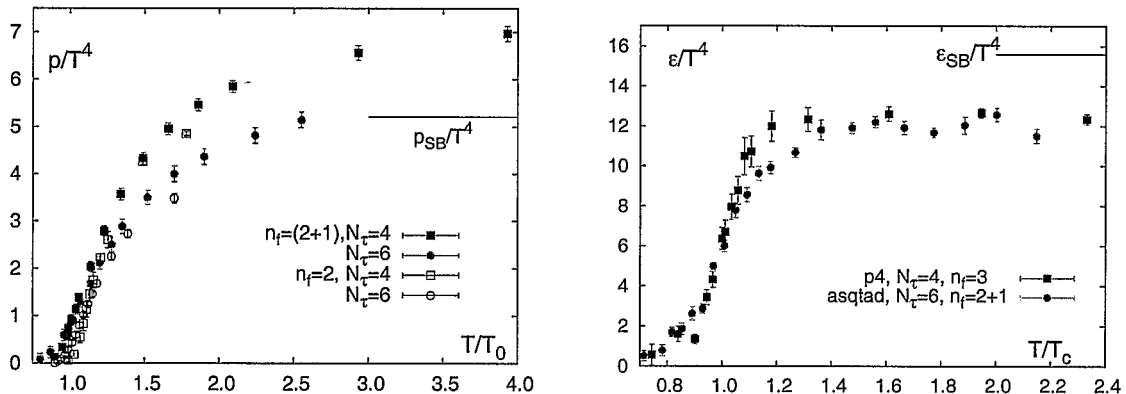 7
6
5
4
3
2
1
0
p/T⁴
p_SB/T⁴
n_f=(2+1),N_τ=4
N_τ=6
n_f=2, N_τ=4
N_τ=6
T/T₀
1.0 1.5 2.0 2.5 3.0 3.5 4.0
16
14
12
10
8
6
4
2
0
ε/T⁴
ε_SB/T⁴
p4, N_τ=4, n_f=3
asqtad, N_τ=6, n_f=2+1
T/T_c
0.8 1.0 1.2 1.4 1.6 1.8 2.0 2.2 2.4